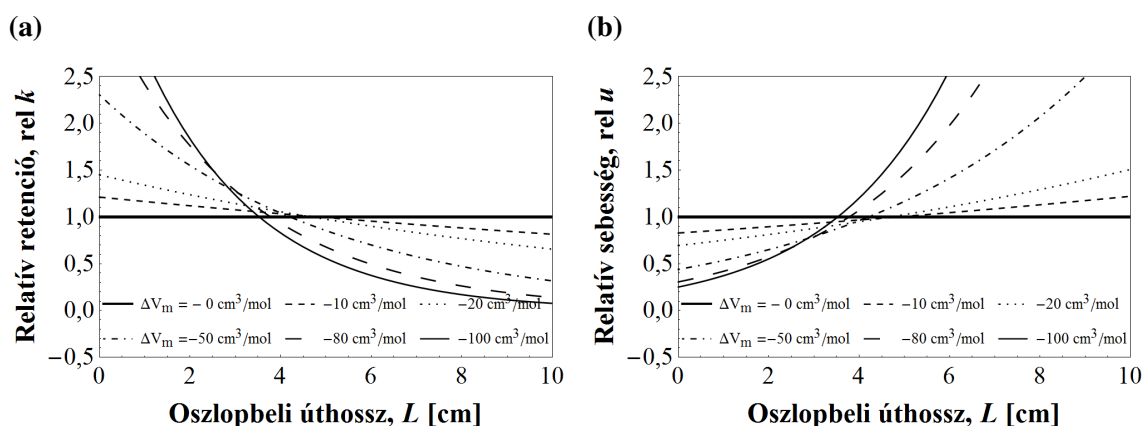 (a)
Relatív retenció, rel k
2,5
2,0
1,5
1,0
0,5
0,0
−0,5
ΔVm = − 0 cm³/mol −10 cm³/mol −20 cm³/mol
ΔVm =−50 cm³/mol −80 cm³/mol −100 cm³/mol
0 2 4 6 8 10
Oszlopbeli úthossz, L [cm]
(b)
Relatív sebesség, rel u
2,5
2,0
1,5
1,0
0,5
0,0
−0,5
ΔVm = − 0 cm³/mol −10 cm³/mol −20 cm³/mol
ΔVm =−50 cm³/mol −80 cm³/mol −100 cm³/mol
0 2 4 6 8 10
Oszlopbeli úthossz, L [cm]